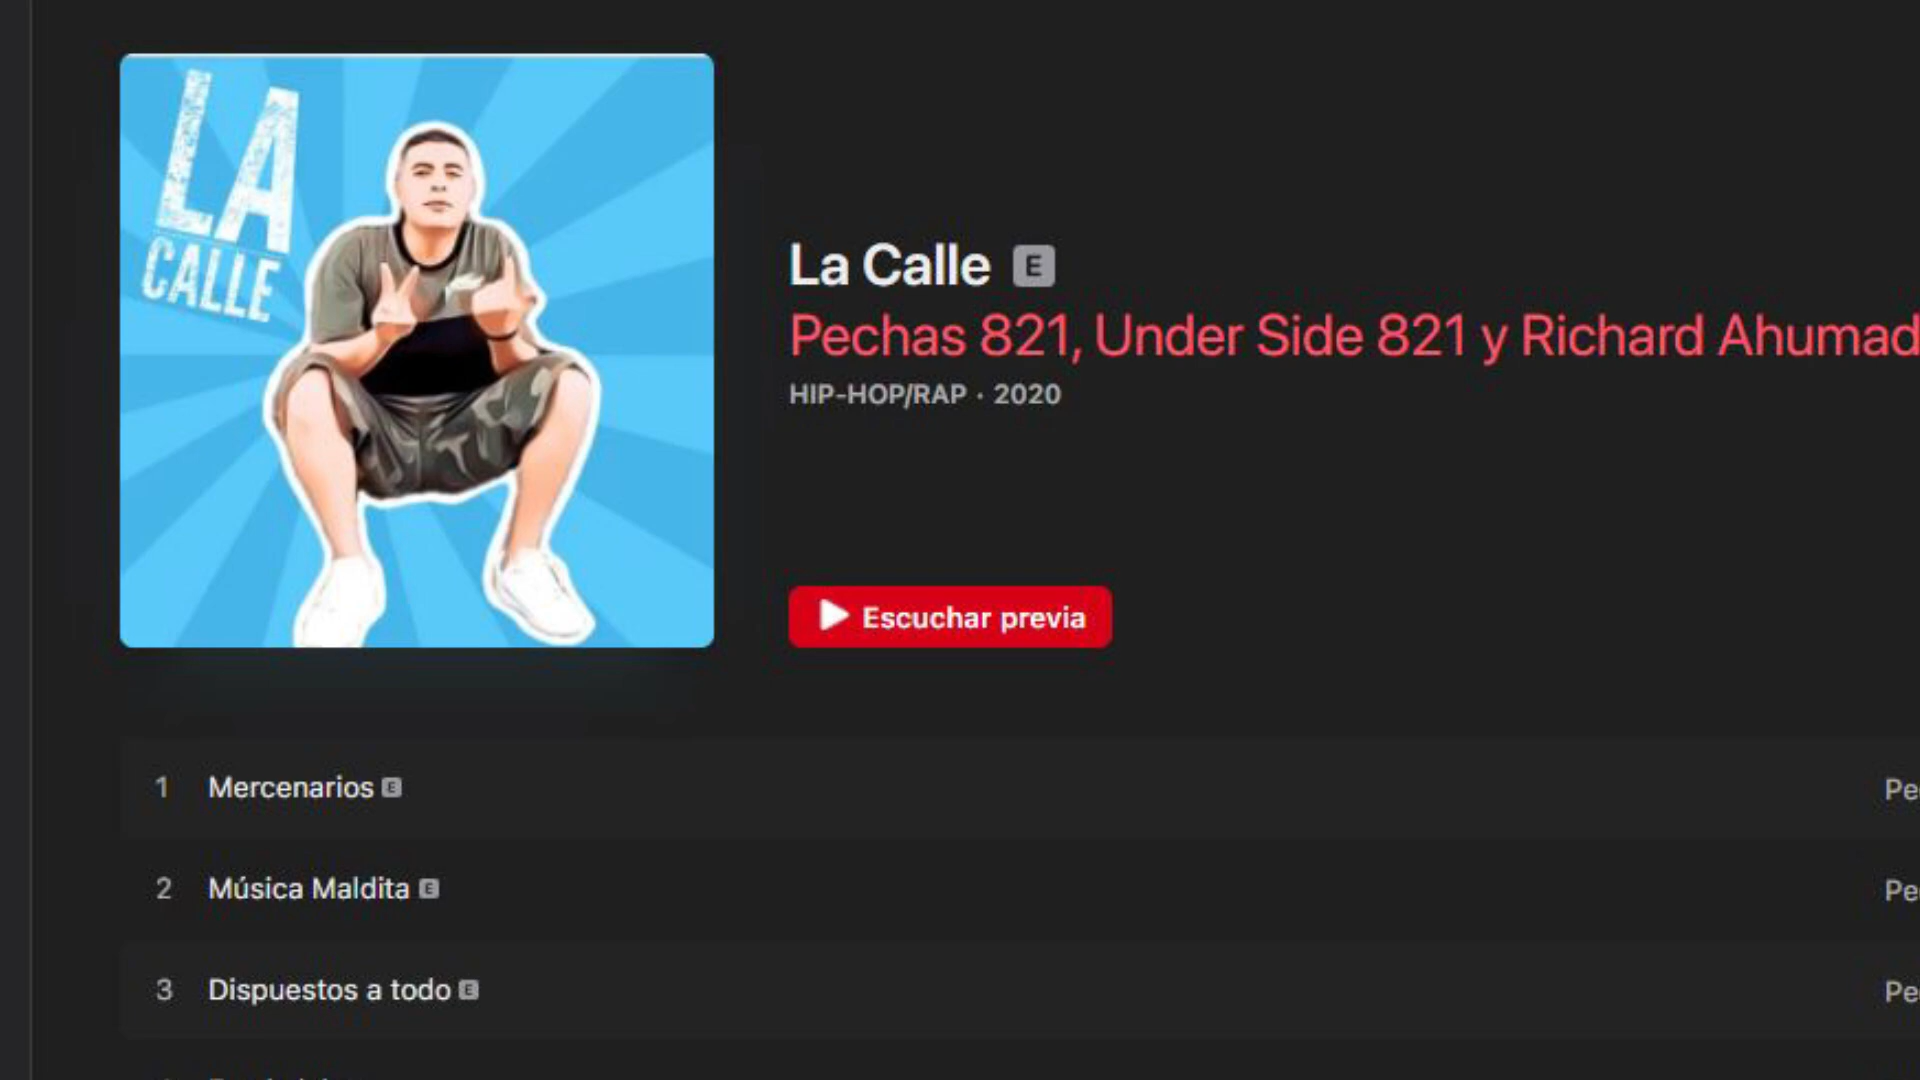 LA
CALLE
La Calle E
Pechas 821, Under Side 821 y Richard Ahumad
HIP-HOP/RAP · 2020
Escuchar previa
1 Mercenarios E Pe
2 Música Maldita E Pe
3 Dispuestos a todo E Pe